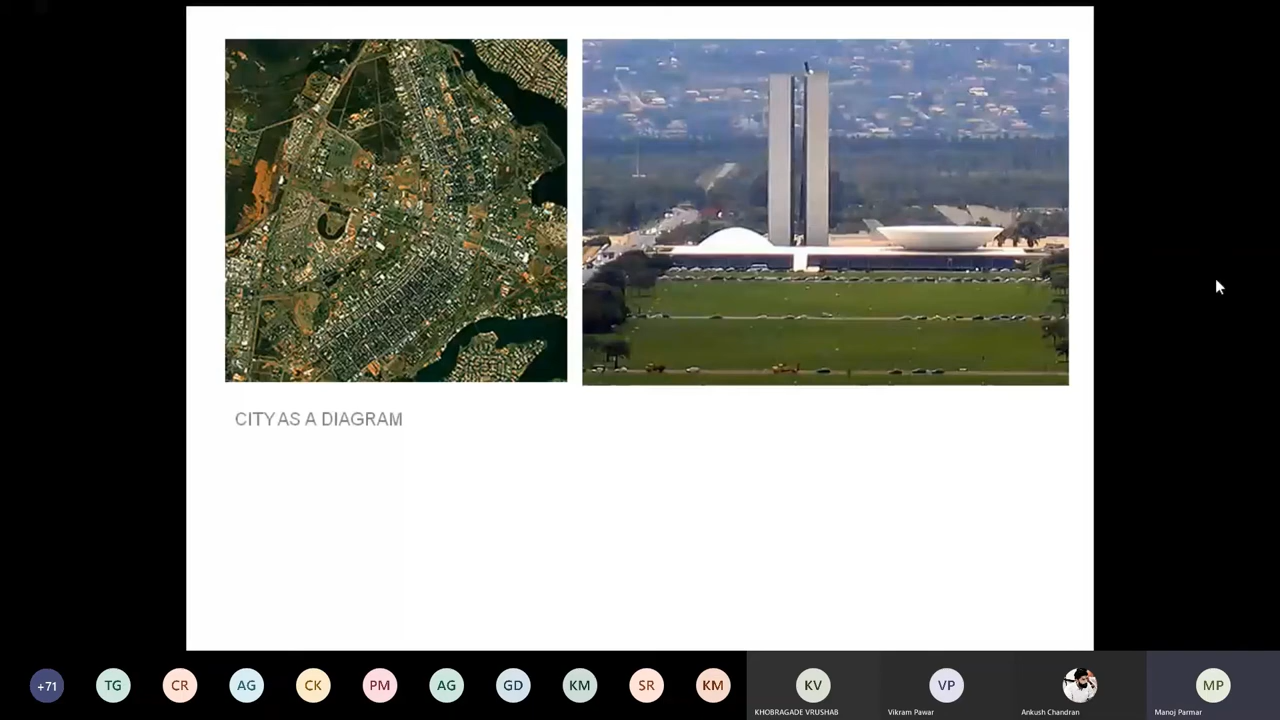 CITY AS A DIAGRAM
+71
TG
CR
AG
CK
PM
AG
GD
KM
SR
KM
KV
VP
MP
KHOBRAGADE VRUSHAB
Vikram Pawar
Ankush Chandran
Manoj Parmar